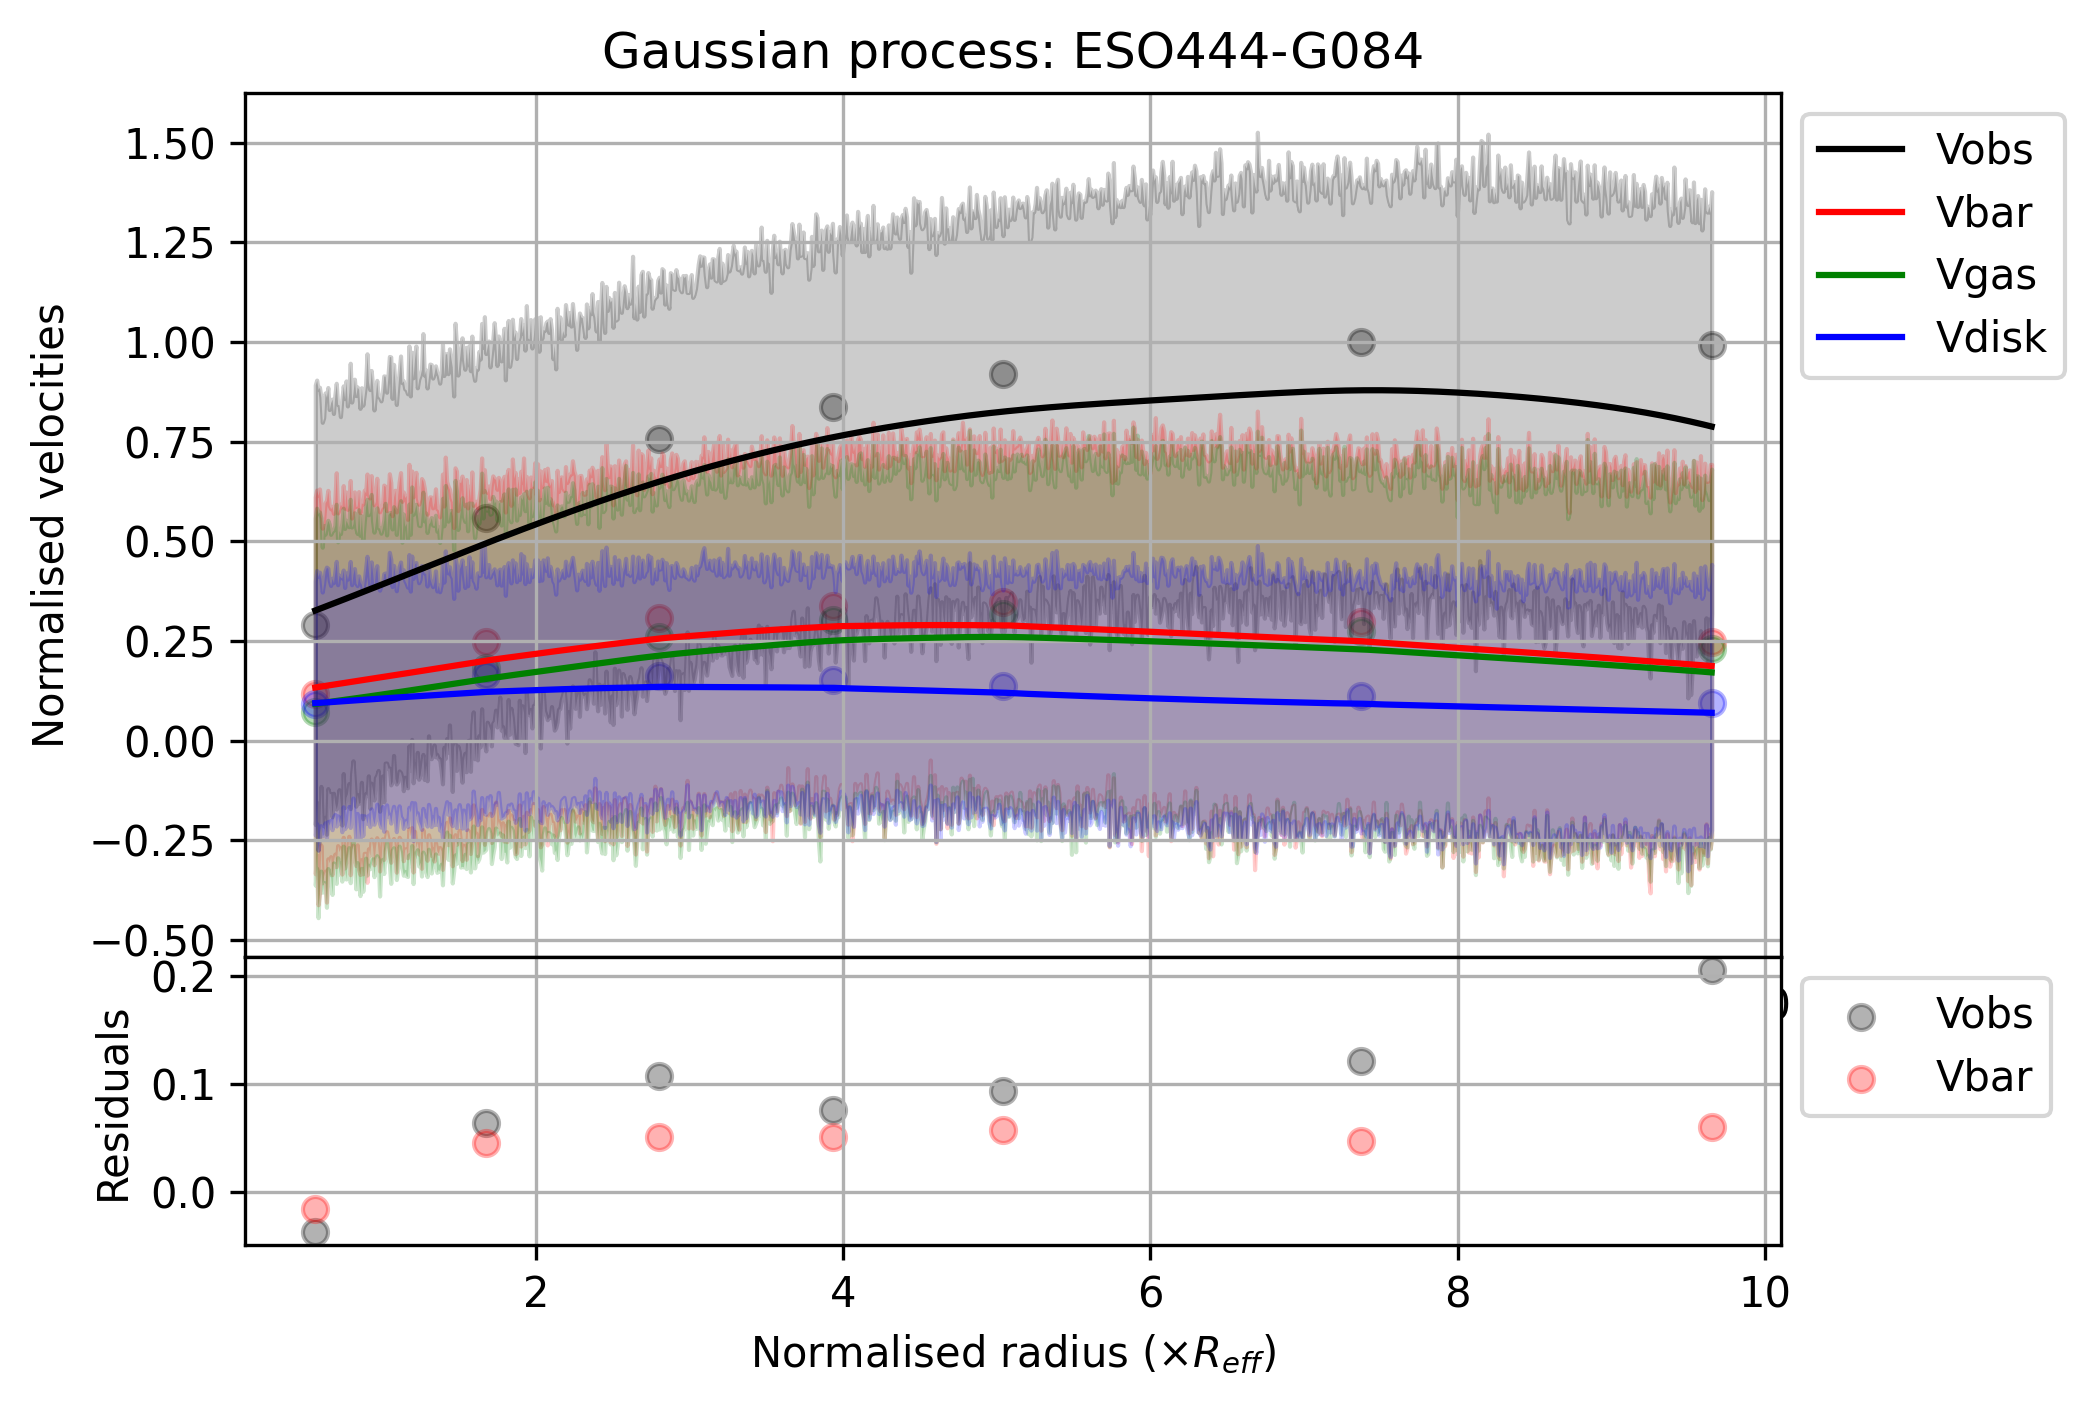 Gaussian process: ESO444-G084
Normalised velocities
1.50
1.25
1.00
0.75
0.50
0.25
0.00
−0.25
−0.50
Vobs
Vbar
Vgas
Vdisk
Residuals
0.2
0.1
0.0
Vobs
Vbar
2 4 6 8 10
Normalised radius (×R_eff)